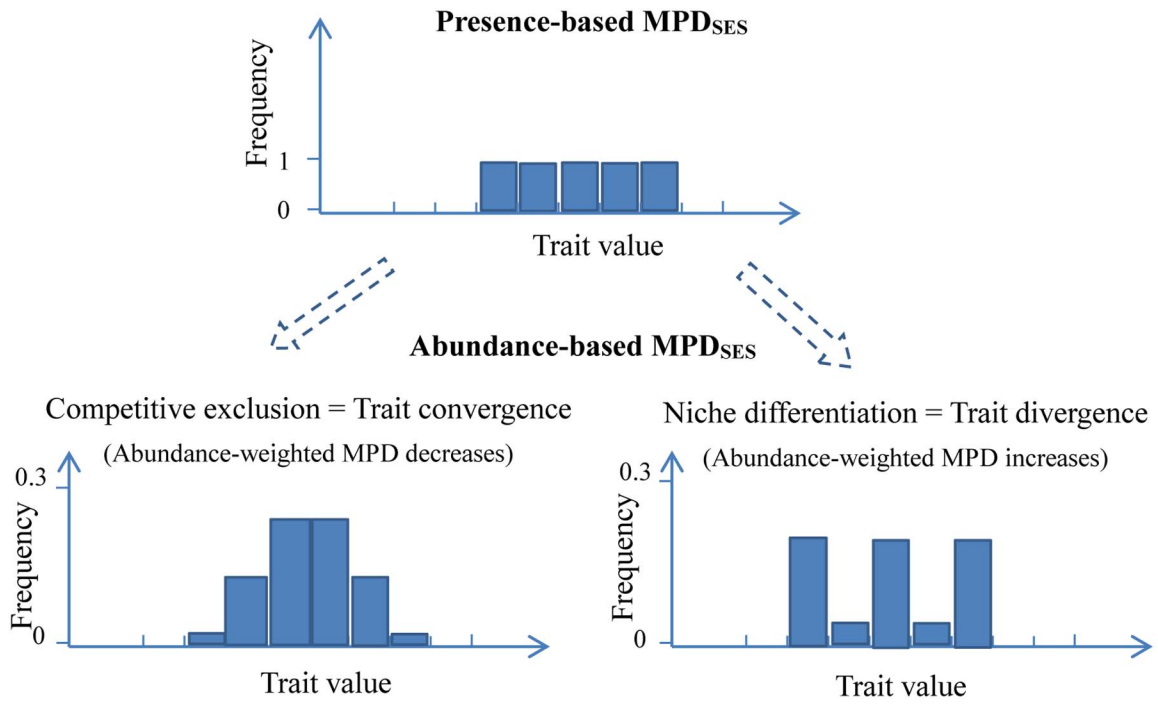 Presence-based MPDSES
Frequency
1
0
Trait value
Abundance-based MPDSES
Competitive exclusion = Trait convergence
(Abundance-weighted MPD decreases)
0.3
Frequency
0
Trait value
Niche differentiation = Trait divergence
(Abundance-weighted MPD increases)
0.3
Frequency
0
Trait value